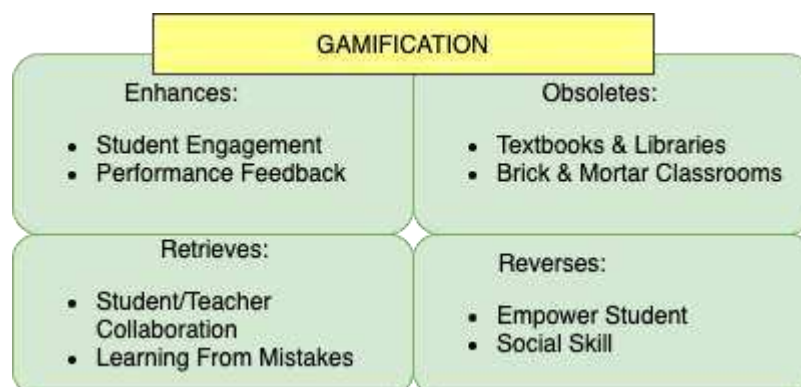 GAMIFICATION
Enhances:
• Student Engagement
• Performance Feedback
Obsoletes:
• Textbooks & Libraries
• Brick & Mortar Classrooms
Retrieves:
• Student/Teacher
Collaboration
• Learning From Mistakes
Reverses:
• Empower Student
• Social Skill